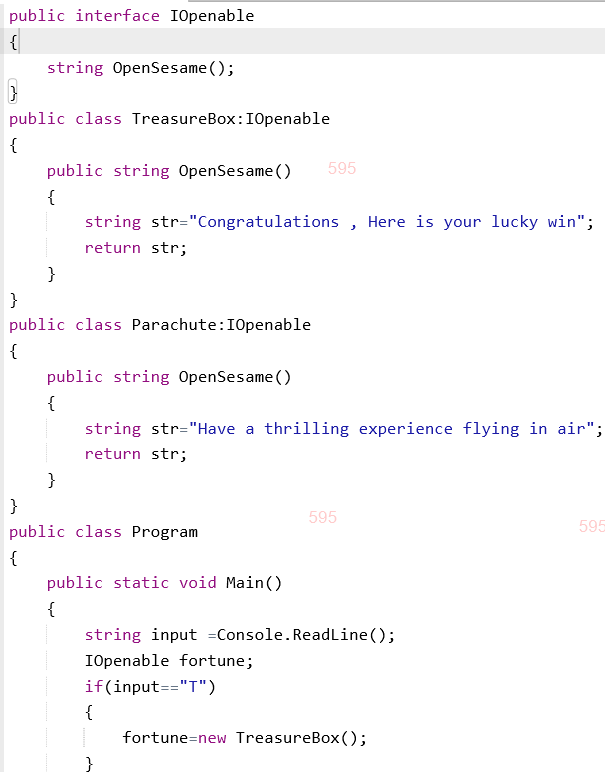 public interface IOpenable
{
    string OpenSesame();
}
public class TreasureBox:IOpenable
{
    public string OpenSesame() 595
    {
        string str="Congratulations , Here is your lucky win";
        return str;
    }
}
public class Parachute:IOpenable
{
    public string OpenSesame()
    {
        string str="Have a thrilling experience flying in air";
        return str;
    }
}
595
595
public class Program
{
    public static void Main()
    {
        string input =Console.ReadLine();
        IOpenable fortune;
        if(input=="T")
        {
            fortune=new TreasureBox();
        }